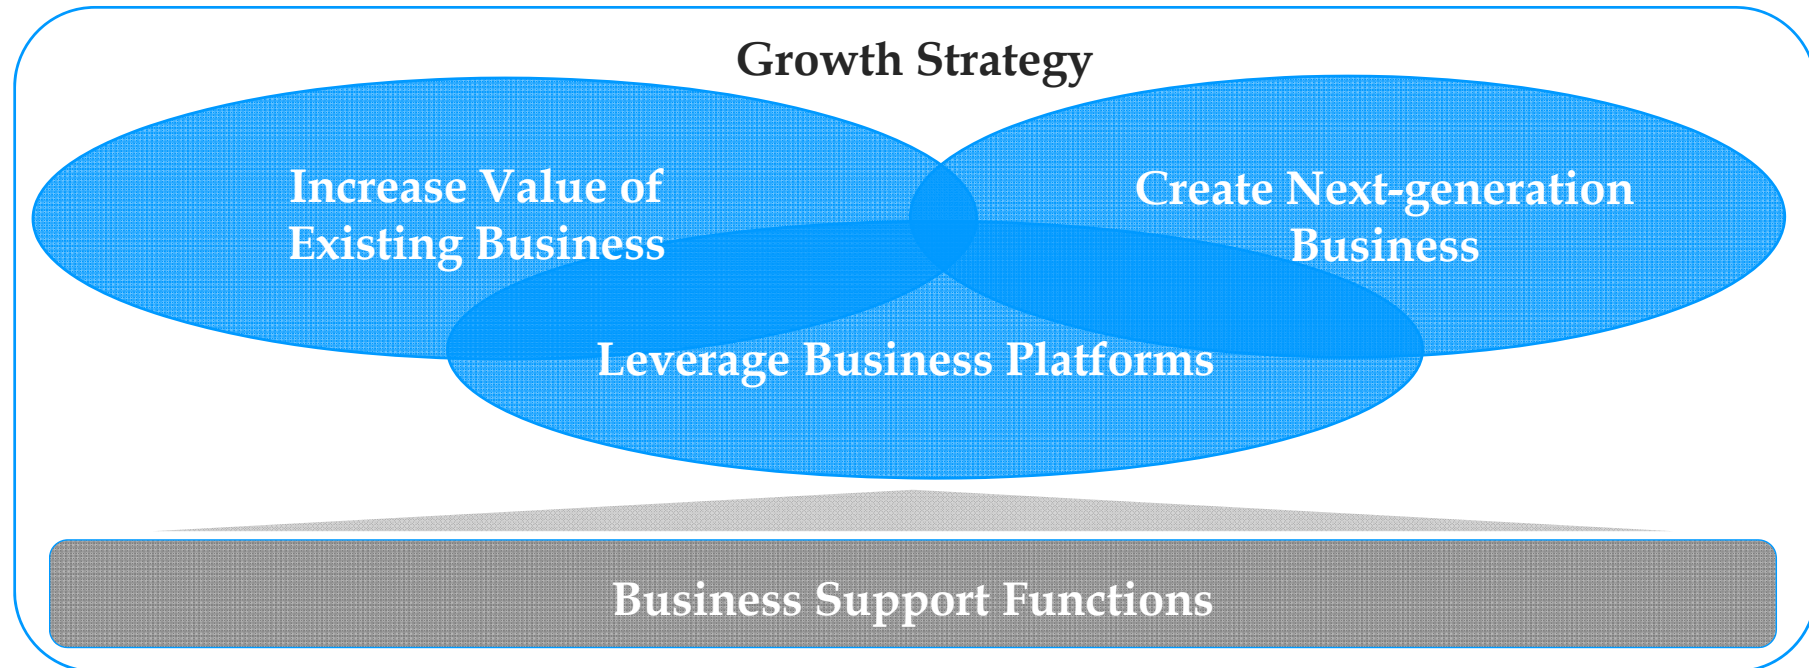 Growth Strategy
Increase Value of
Existing Business
Create Next-generation
Business
Leverage Business Platforms
Business Support Functions